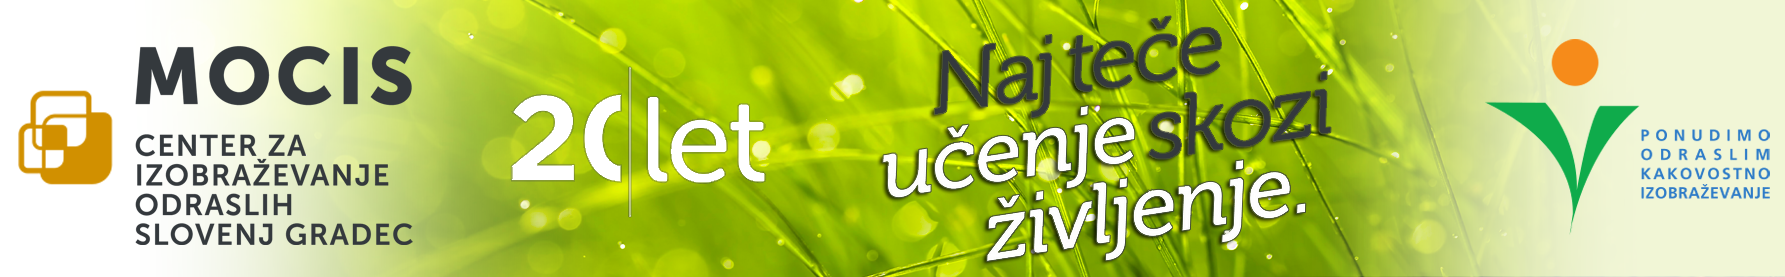 MOCIS
CENTER ZA
IZOBRAŽEVANJE
ODRASLIH
SLOVENJ GRADEC
20 let
Naj teče
učenje skozi
življenje.
PONUDIMO
ODRASLIM
KAKOVOSTNO
IZOBRAŽEVANJE